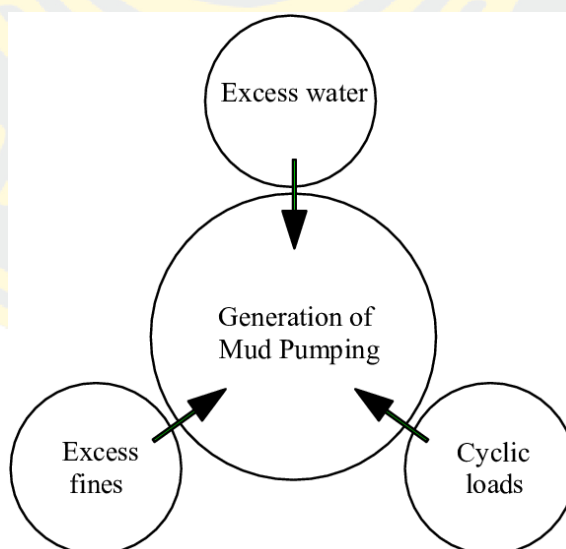 Excess water
Generation of
Mud Pumping
Excess
fines
Cyclic
loads